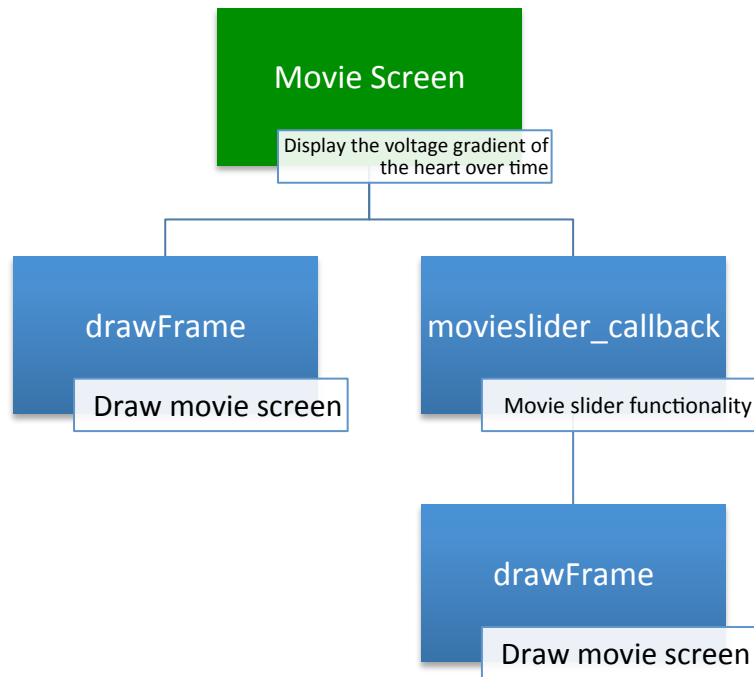 Movie Screen
Display the voltage gradient of
the heart over time
drawFrame
Draw movie screen
movieslider_callback
Movie slider functionality
drawFrame
Draw movie screen